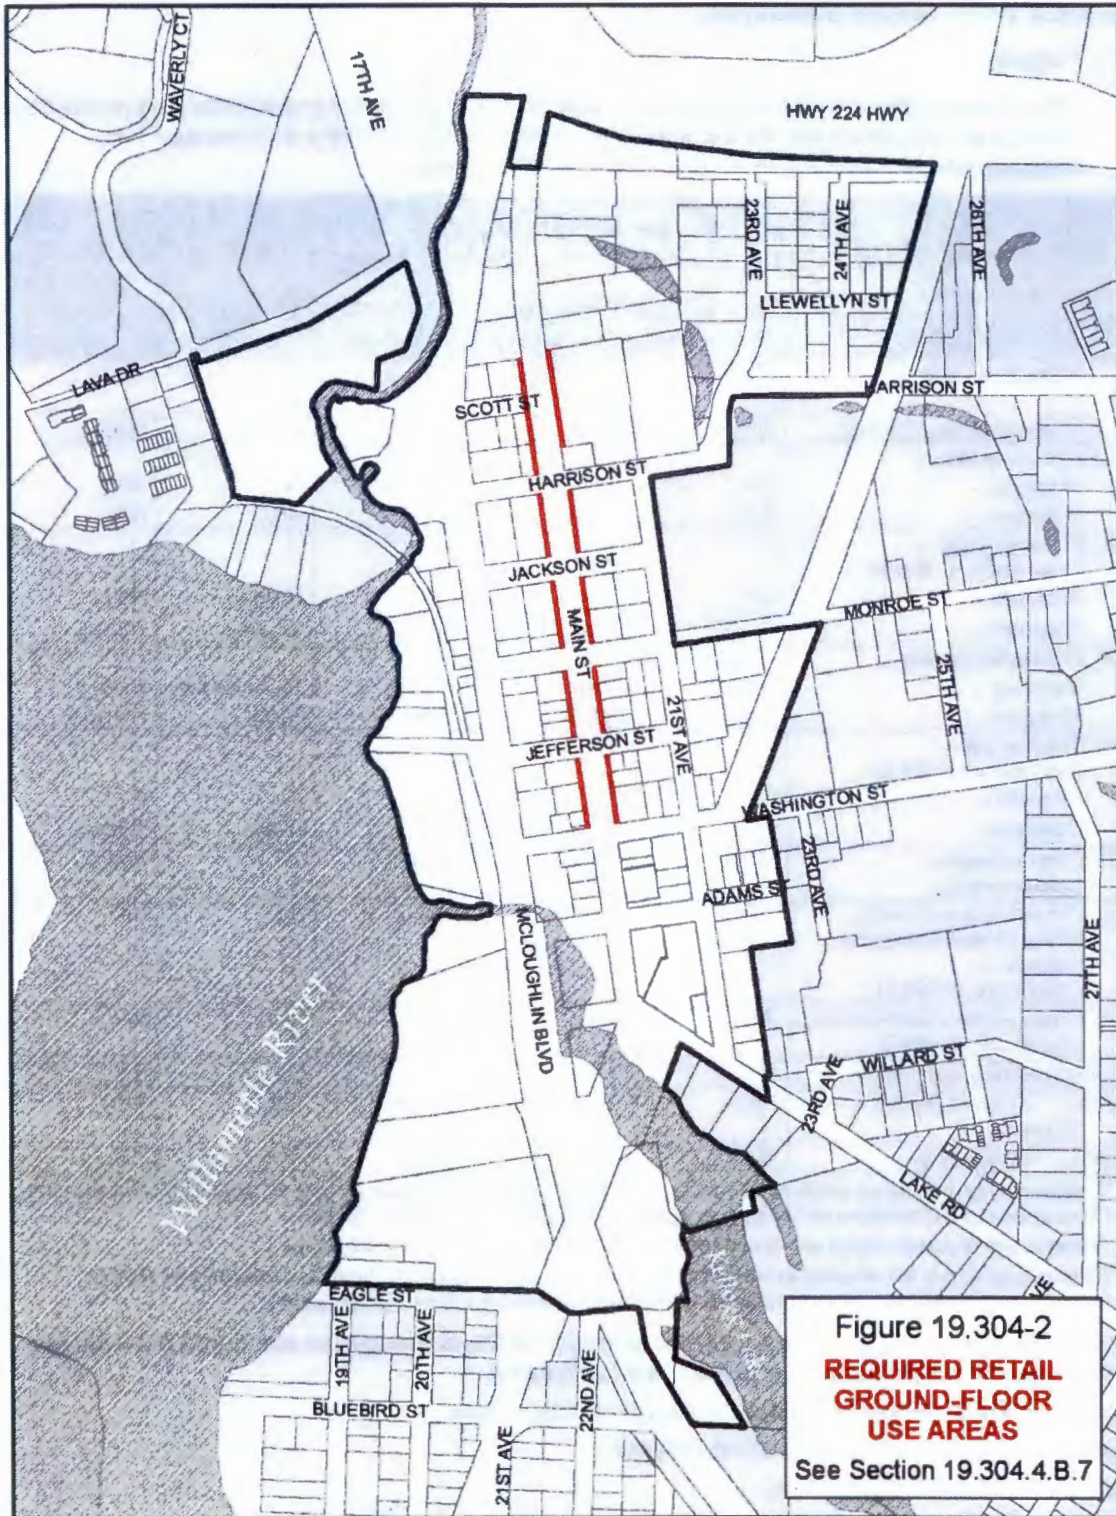 WAVERLY CT
17TH AVE
HWY 224 HWY
23RD AVE
24TH AVE
26TH AVE
LLEWELLYN ST
LAVA DR
SCOTT ST
HARRISON ST
HARRISON ST
JACKSON ST
MAIN ST
MONROE ST
25TH AVE
21ST AVE
JEFFERSON ST
WASHINGTON ST
23RD AVE
ADAMS ST
MCLOUGHLIN BLVD
27TH AVE
Willamette River
WILLARD ST
23RD AVE
LAKE RD
Kellogg Lake
AVE
EAGLE ST
19TH AVE
20TH AVE
22ND AVE
BLUEBIRD ST
21ST AVE
Figure 19.304-2
REQUIRED RETAIL
GROUND-FLOOR
USE AREAS
See Section 19.304.4.B.7